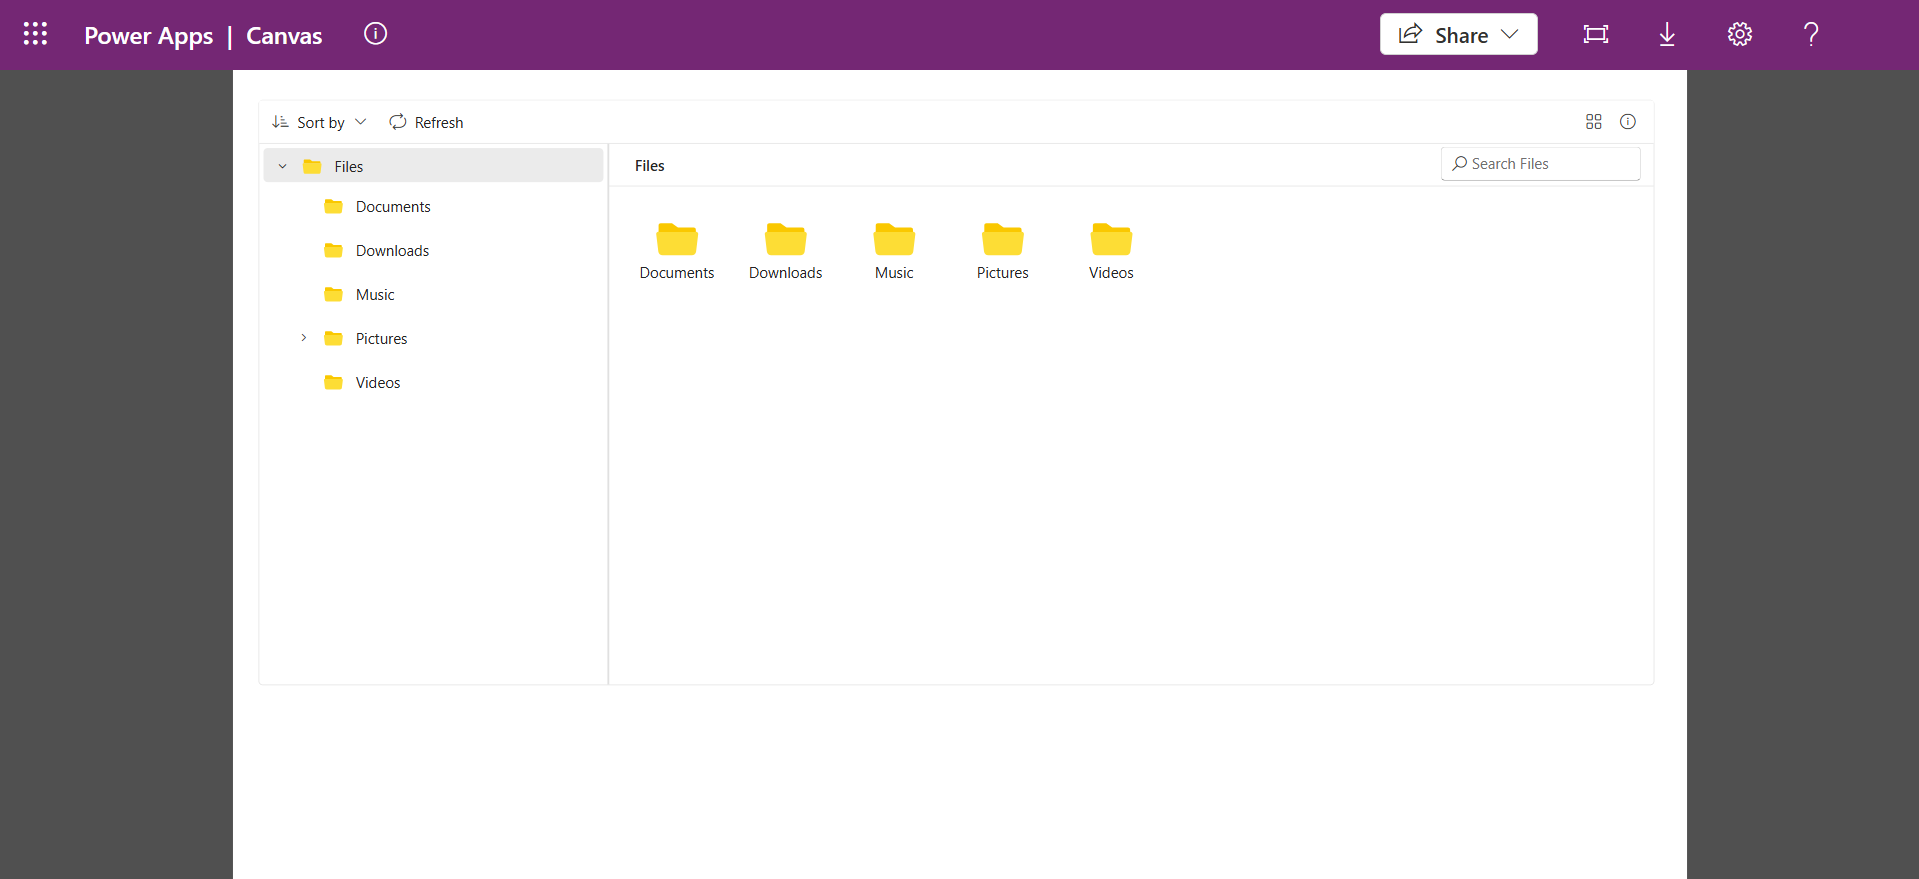 Power Apps | Canvas
Share
Sort by
Refresh
Files
Documents
Downloads
Music
Pictures
Videos
Files
Search Files
Documents
Downloads
Music
Pictures
Videos